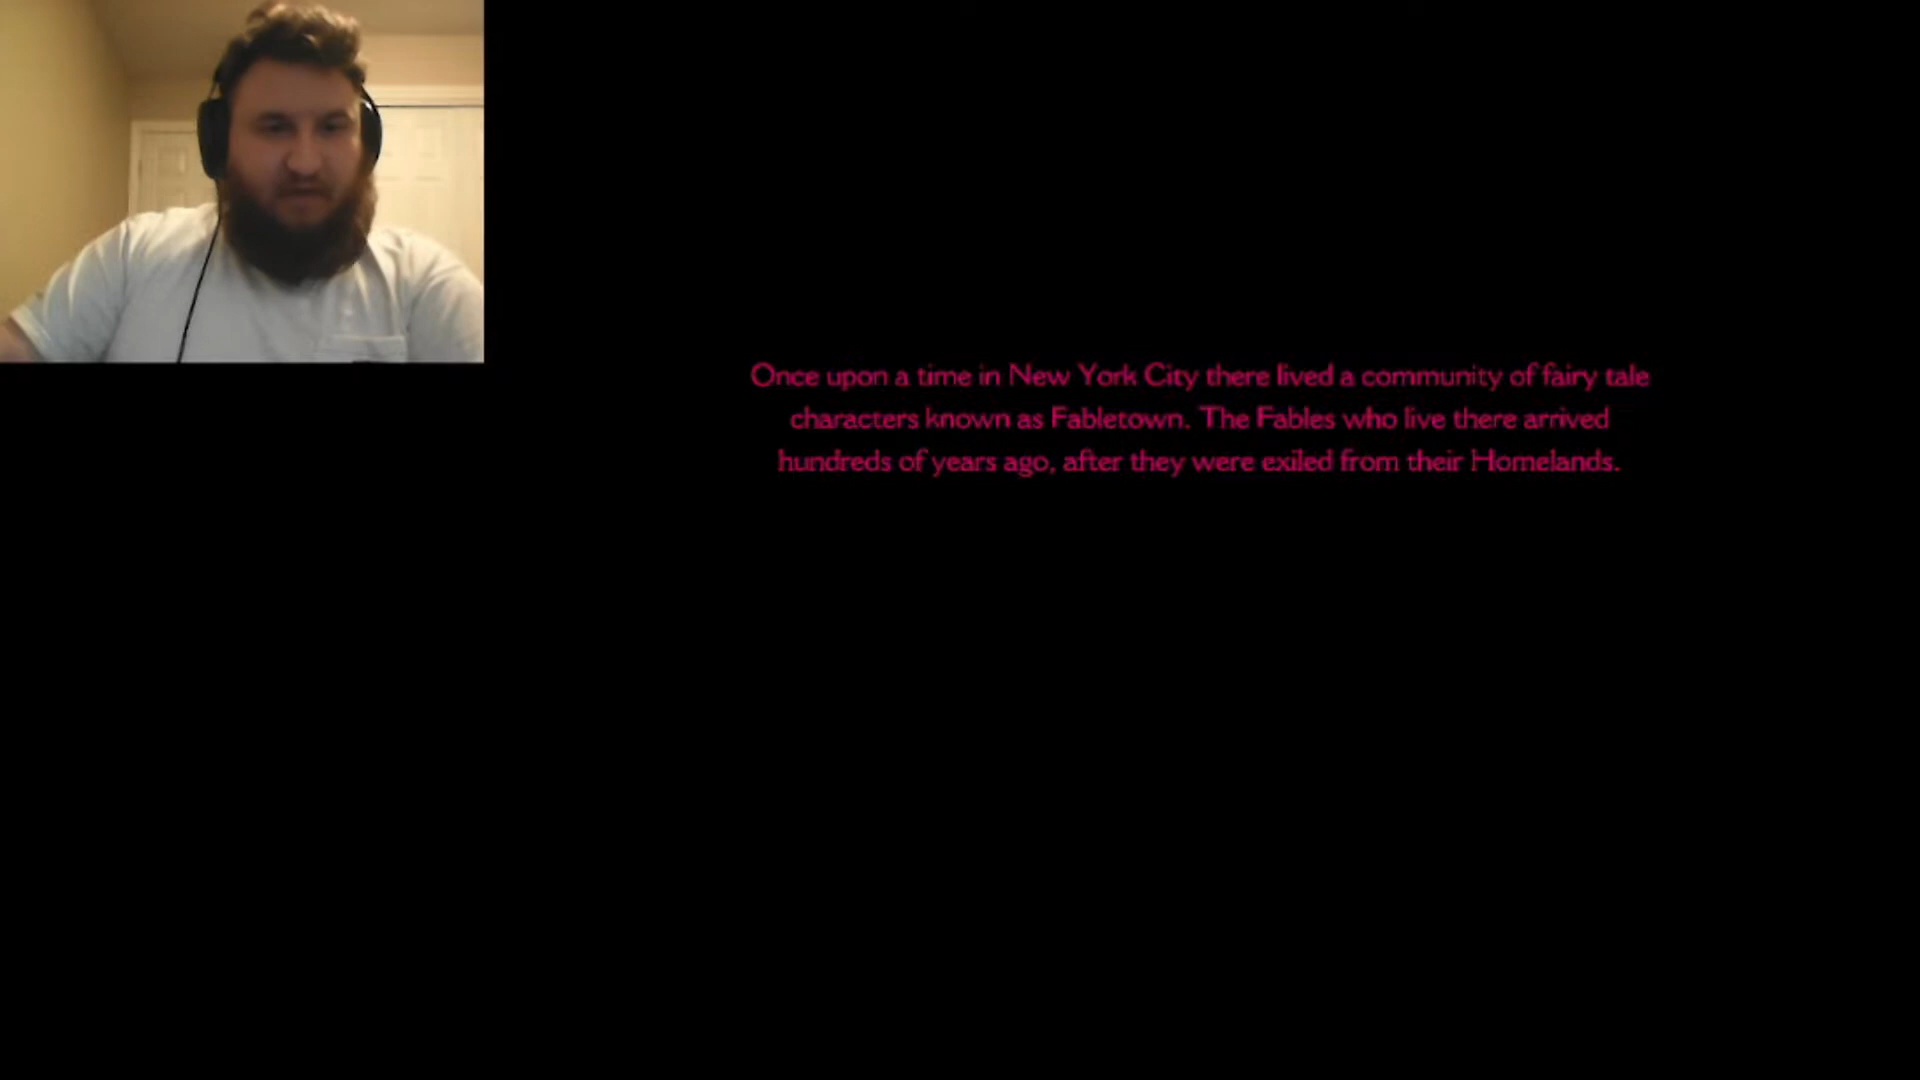 Once upon a time in New York City there lived a community of fairy tale
characters known as Fabletown. The Fables who live there arrived
hundreds of years ago, after they were exiled from their Homelands.